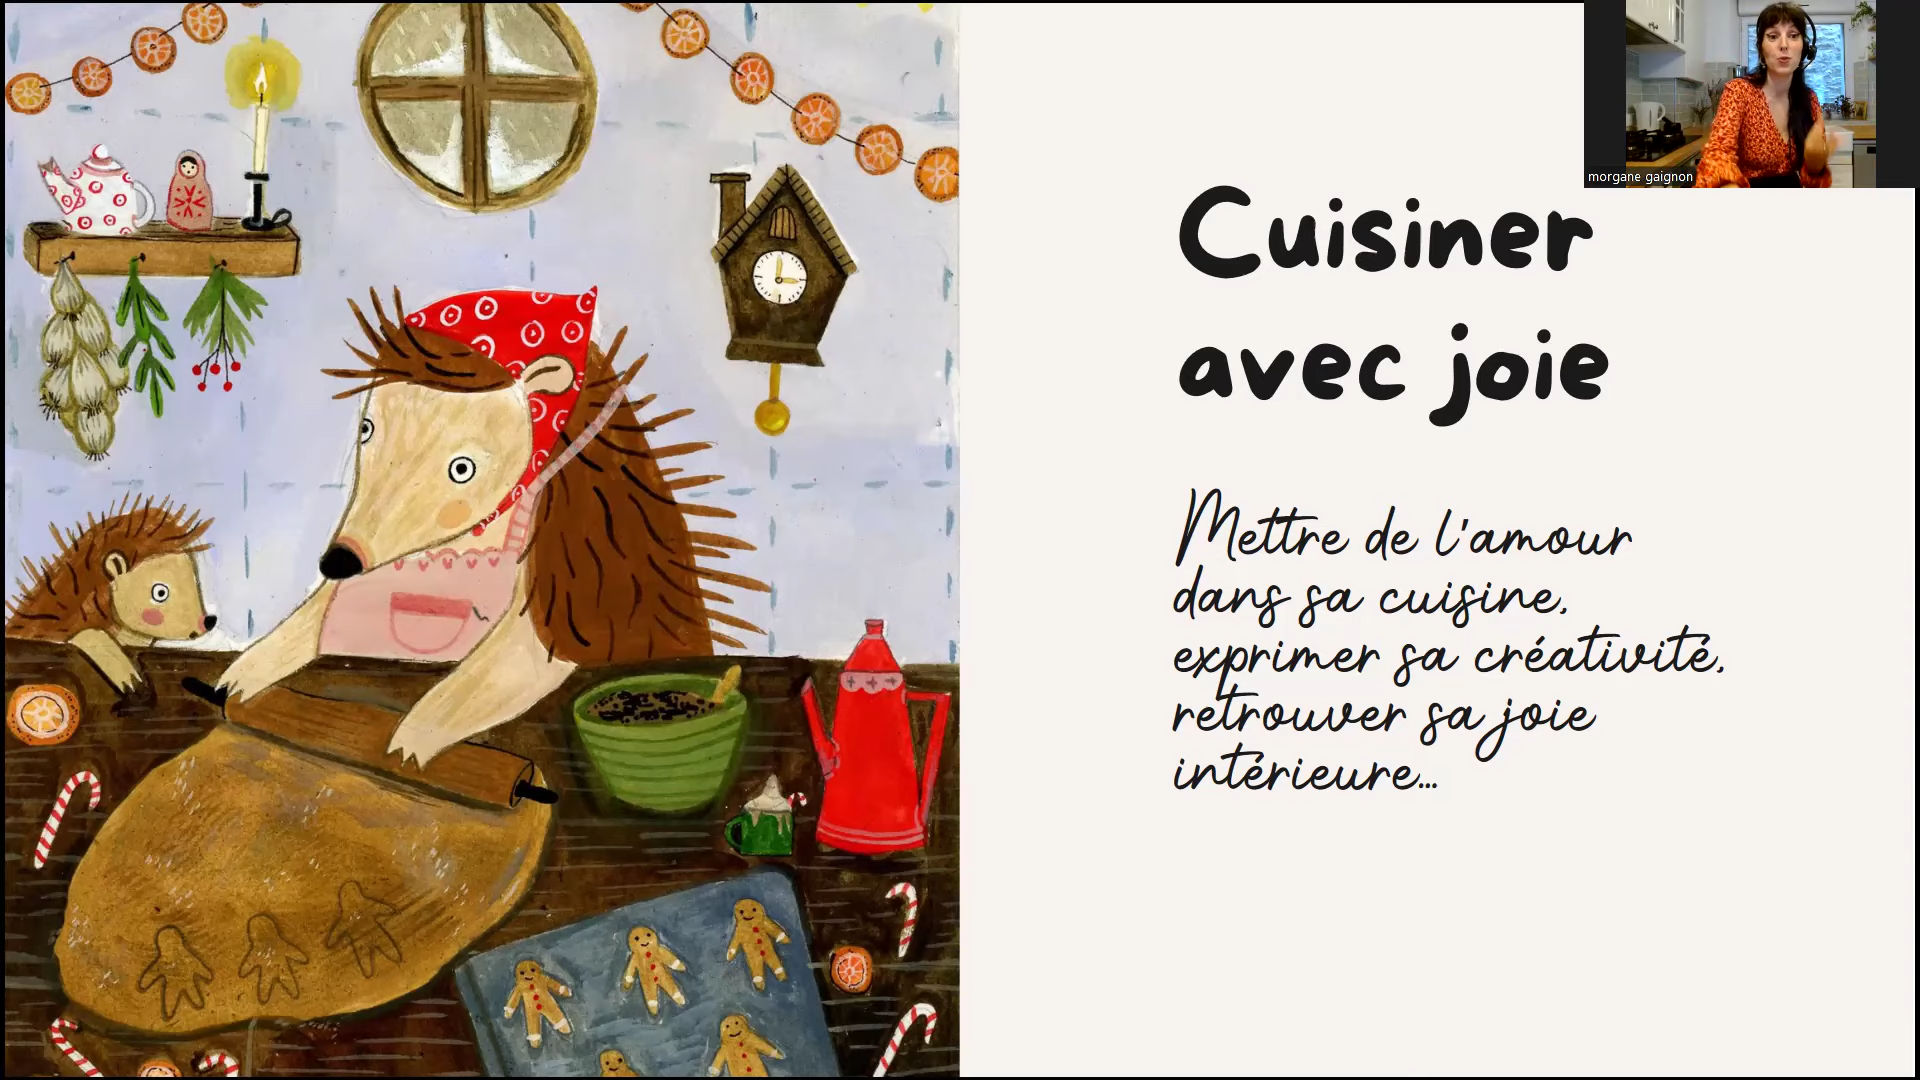 morgane gaignon
Cuisiner
avec joie
Mettre de l'amour
dans sa cuisine,
exprimer sa créativité,
retrouver sa joie
intérieure...